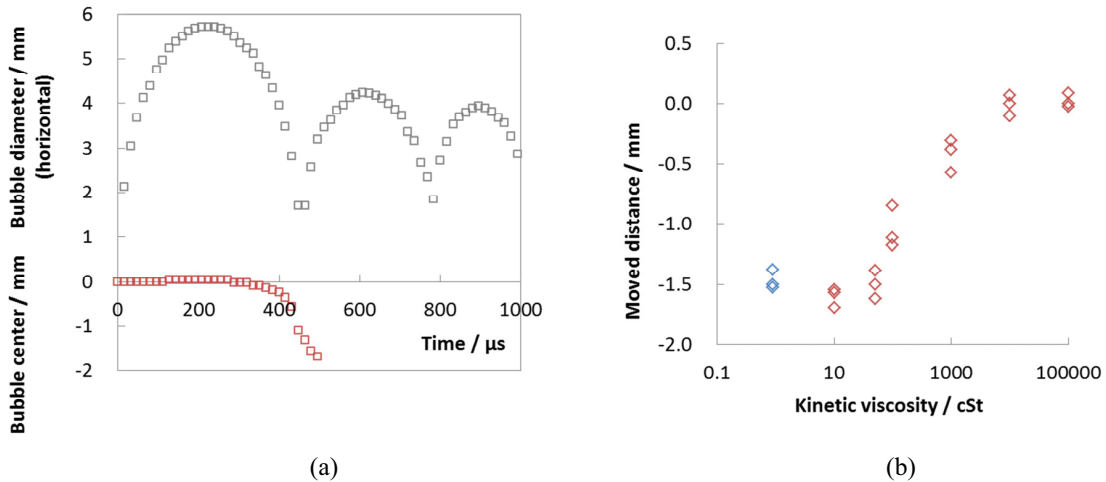 6
5
4
3
2
1
0
-1
-2
Bubble diameter / mm
(horizontal)
Bubble center / mm
0 200 400 600 800 1000
Time / µs
(a)
0.5
0.0
-0.5
-1.0
-1.5
-2.0
Moved distance / mm
0.1 10 1000 100000
Kinetic viscosity / cSt
(b)